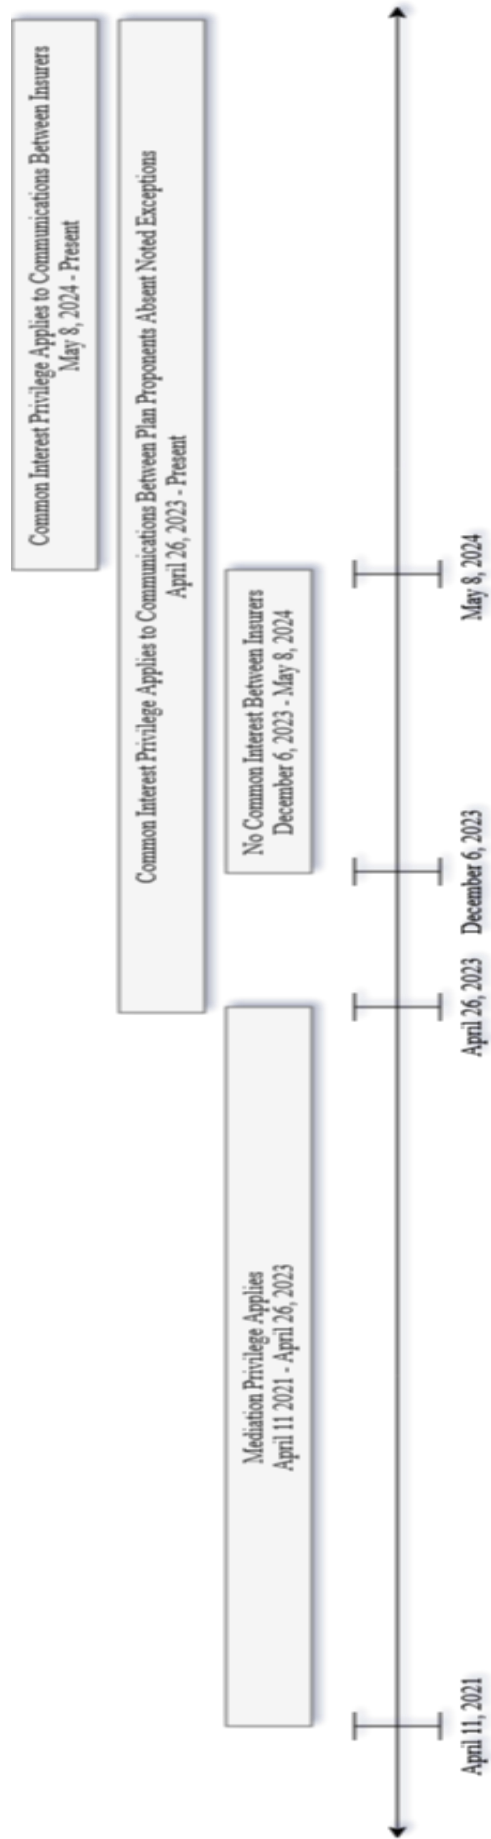 Common Interest Privilege Applies to Communications Between Insurers
May 8, 2024 - Present
Common Interest Privilege Applies to Communications Between Plan Proponents Absent Noted Exceptions
April 26, 2023 - Present
Mediation Privilege Applies
April 11 2021 - April 26, 2023
No Common Interest Between Insurers
December 6, 2023 - May 8, 2024
April 11, 2021
April 26, 2023
December 6, 2023
May 8, 2024